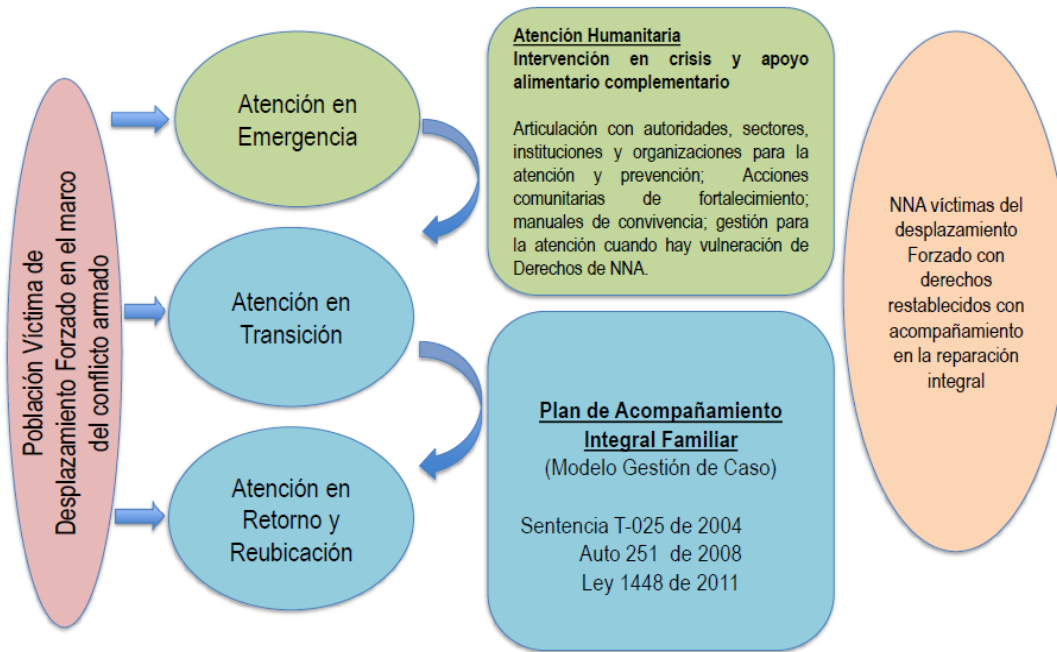 Población Víctima de
Desplazamiento Forzado en el marco
del conflicto armado
Atención en
Emergencia
Atención en
Transición
Atención en
Retorno y
Reubicación
Atención Humanitaria
Intervención en crisis y apoyo
alimentario complementario
Articulación con autoridades, sectores,
instituciones y organizaciones para la
atención y prevención; Acciones
comunitarias de fortalecimiento;
manuales de convivencia; gestión para
la atención cuando hay vulneración de
Derechos de NNA.
Plan de Acompañamiento
Integral Familiar
(Modelo Gestión de Caso)
Sentencia T-025 de 2004
Auto 251 de 2008
Ley 1448 de 2011
NNA víctimas del
desplazamiento
Forzado con
derechos
restablecidos con
acompañamiento
en la reparación
integral